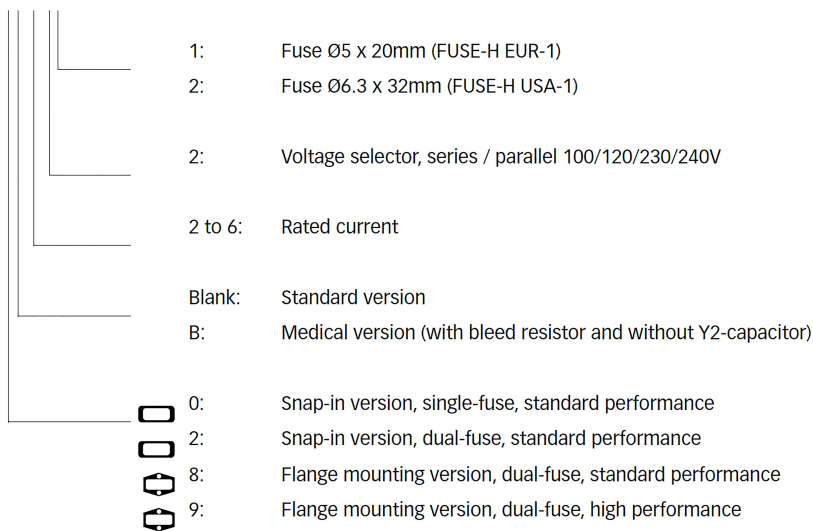 1: Fuse Ø5 x 20mm (FUSE-H EUR-1)
2: Fuse Ø6.3 x 32mm (FUSE-H USA-1)
2: Voltage selector, series / parallel 100/120/230/240V
2 to 6: Rated current
Blank: Standard version
B: Medical version (with bleed resistor and without Y2-capacitor)
0: Snap-in version, single-fuse, standard performance
2: Snap-in version, dual-fuse, standard performance
8: Flange mounting version, dual-fuse, standard performance
9: Flange mounting version, dual-fuse, high performance